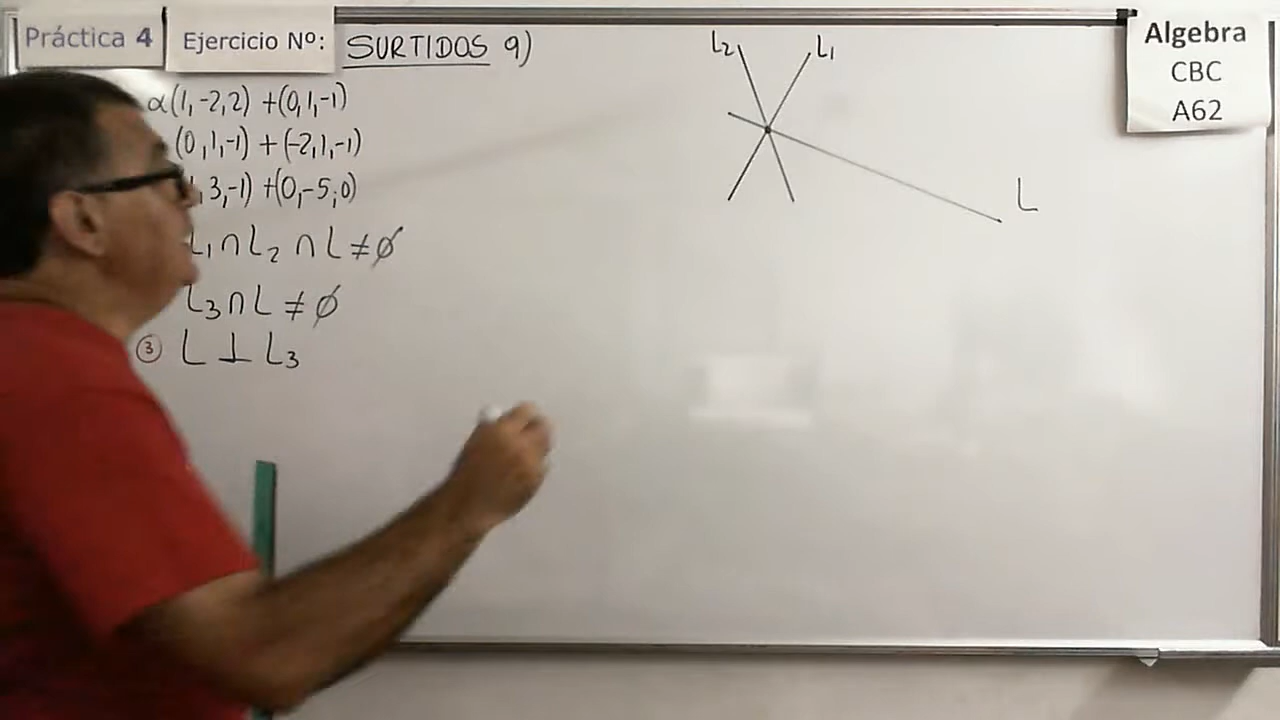 Práctica 4
Ejercicio Nº:
SURTIDOS 9)
α(1,-2,2) +(0,1,-1)
(0,1,-1) + (-2,1,-1)
3,-1) +(0,-5,0)
L1 ∩ L2 ∩ L ≠ ∅
L3 ∩ L ≠ ∅
③ L ⊥ L3
L2
L1
L
Algebra
CBC
A62